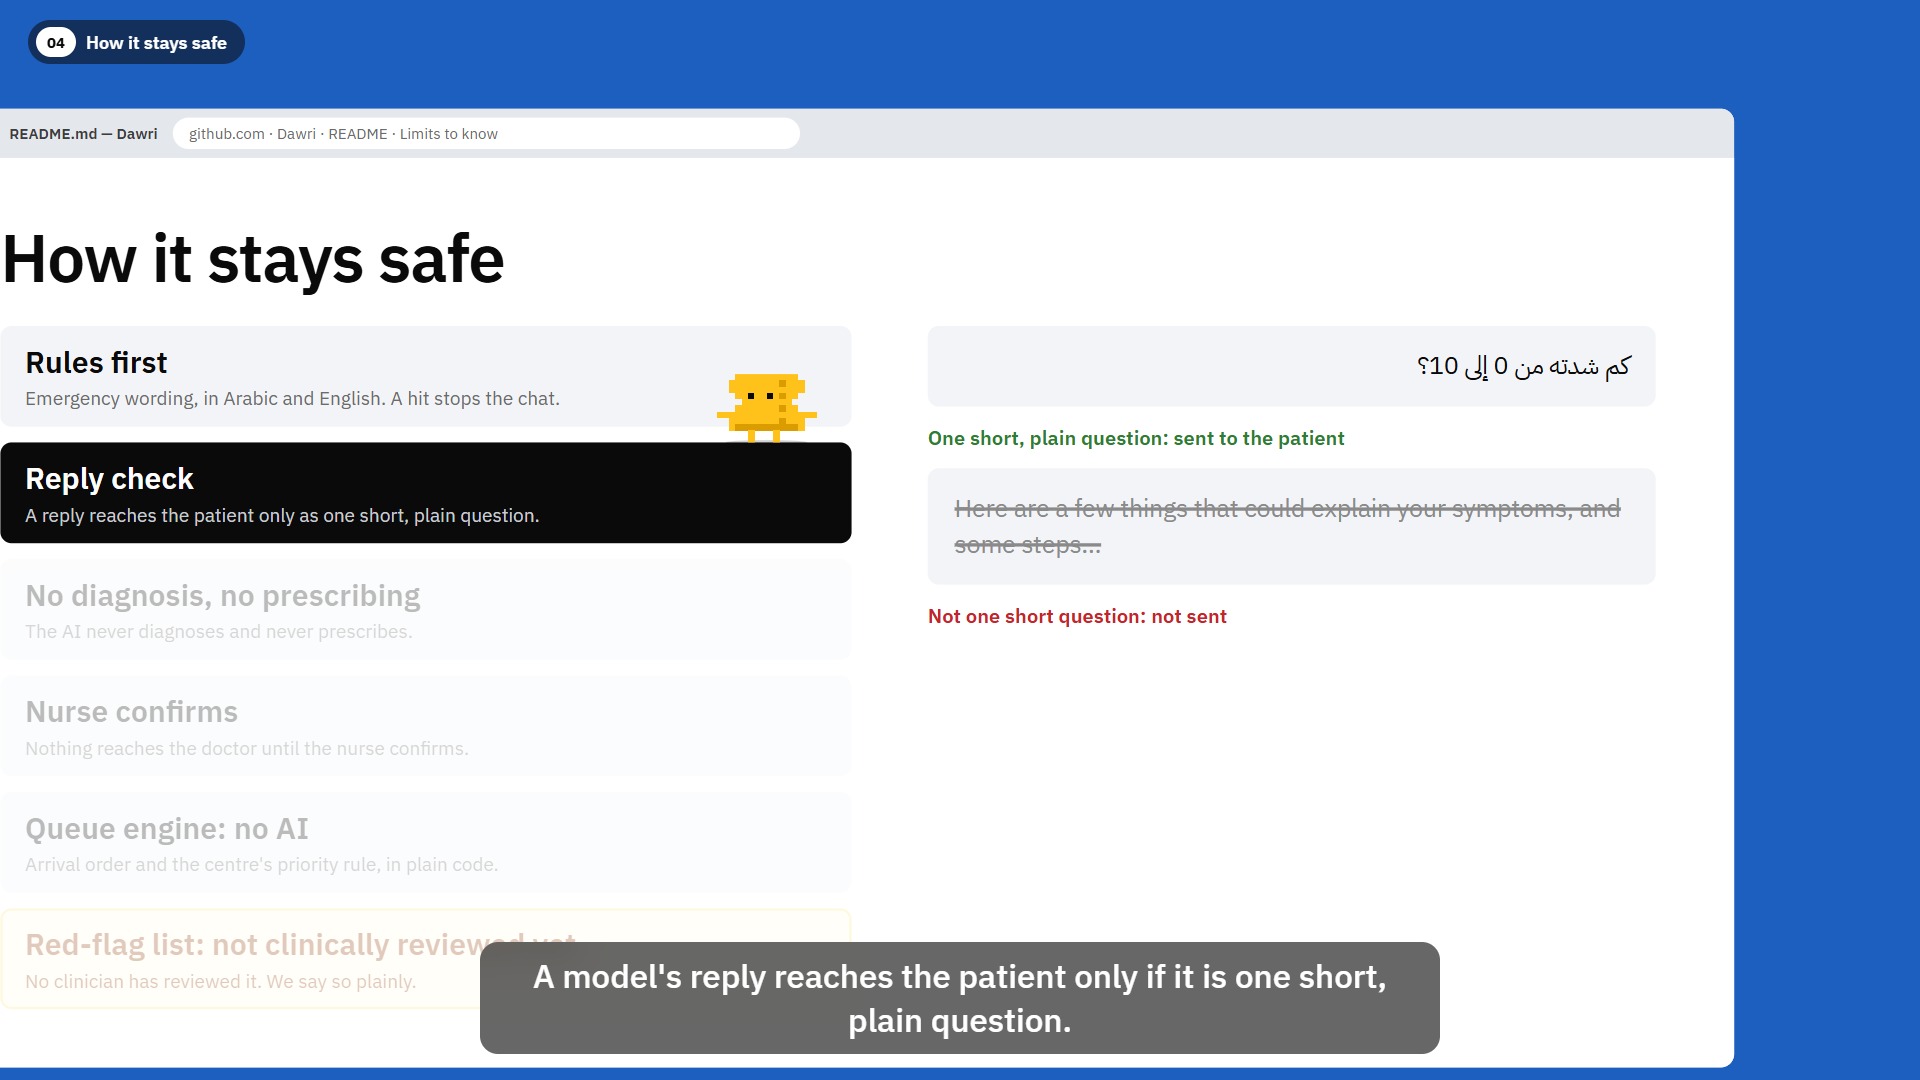 04 How it stays safe
README.md — Dawri
github.com · Dawri · README · Limits to know
How it stays safe
Rules first
Emergency wording, in Arabic and English. A hit stops the chat.
Reply check
A reply reaches the patient only as one short, plain question.
No diagnosis, no prescribing
The AI never diagnoses and never prescribes.
Nurse confirms
Nothing reaches the doctor until the nurse confirms.
Queue engine: no AI
Arrival order and the centre's priority rule, in plain code.
Red-flag list: not clinically reviewed yet
No clinician has reviewed it. We say so plainly.
كم شدته من 0 إلى 10؟
One short, plain question: sent to the patient
Here are a few things that could explain your symptoms, and
some steps...
Not one short question: not sent
A model's reply reaches the patient only if it is one short,
plain question.